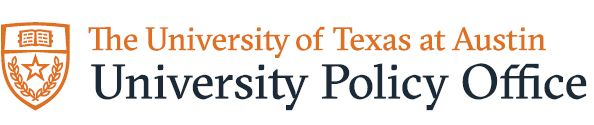 The University of Texas at Austin
University Policy Office